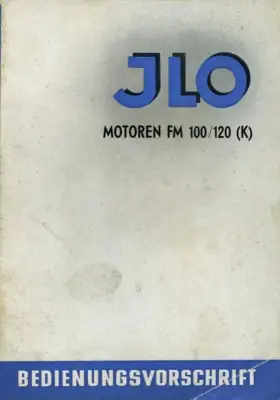 JLO
MOTOREN FM 100/120 (K)
BEDIENUNGSVORSCHRIFT